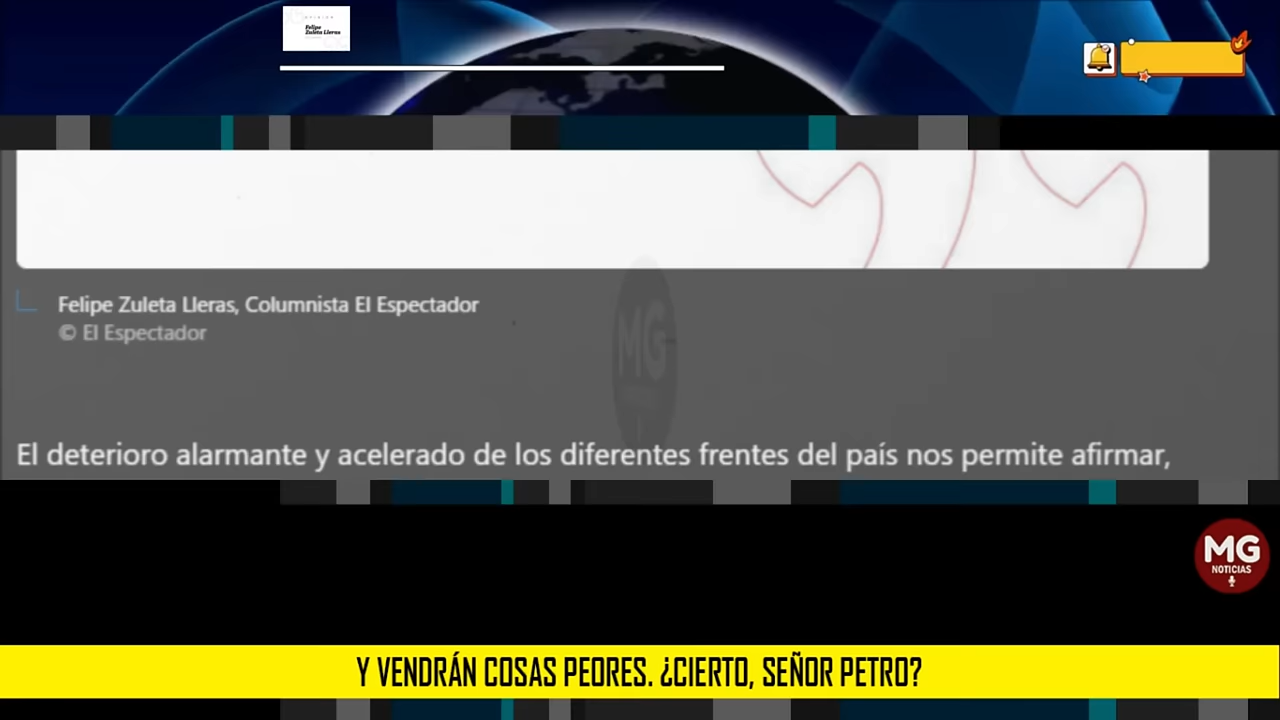 Felipe
Zuleta Lleras
Felipe Zuleta Lleras, Columnista El Espectador
© El Espectador
MG
El deterioro alarmante y acelerado de los diferentes frentes del país nos permite afirmar,
MG
NOTICIAS
Y VENDRÁN COSAS PEORES. ¿CIERTO, SEÑOR PETRO?